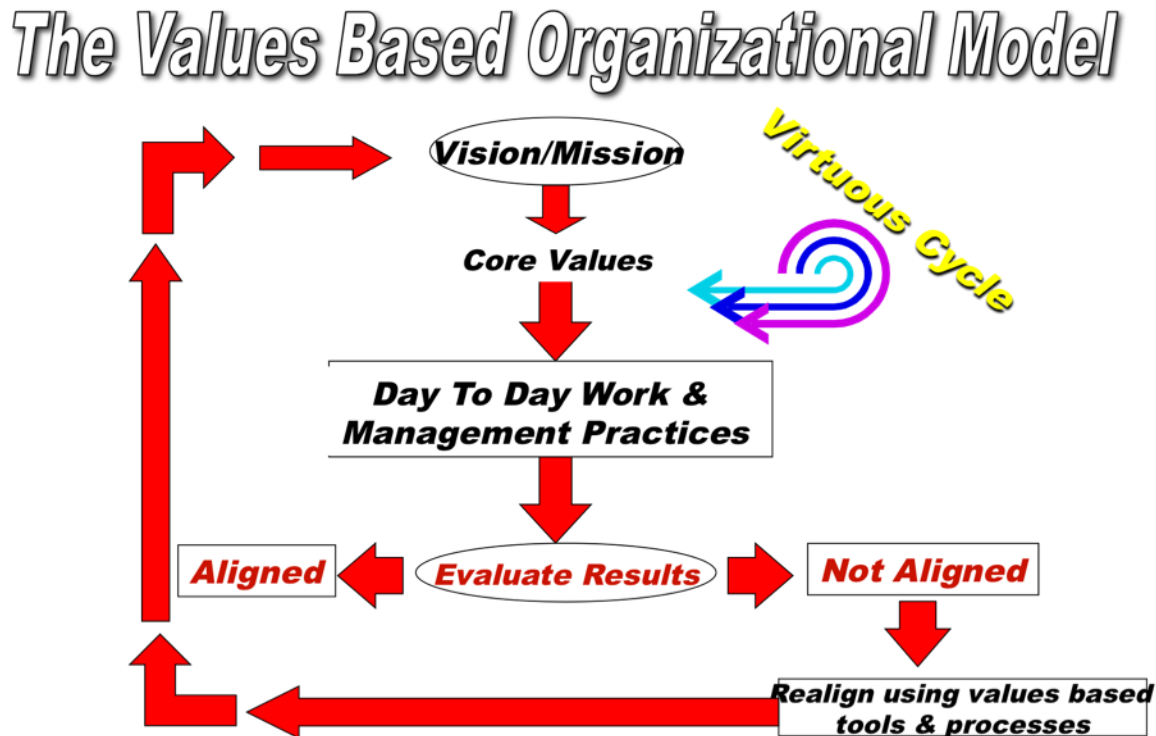 The Values Based Organizational Model
Vision/Mission
Virtuous Cycle
Core Values
Day To Day Work &
Management Practices
Aligned
Evaluate Results
Not Aligned
Realign using values based
tools & processes